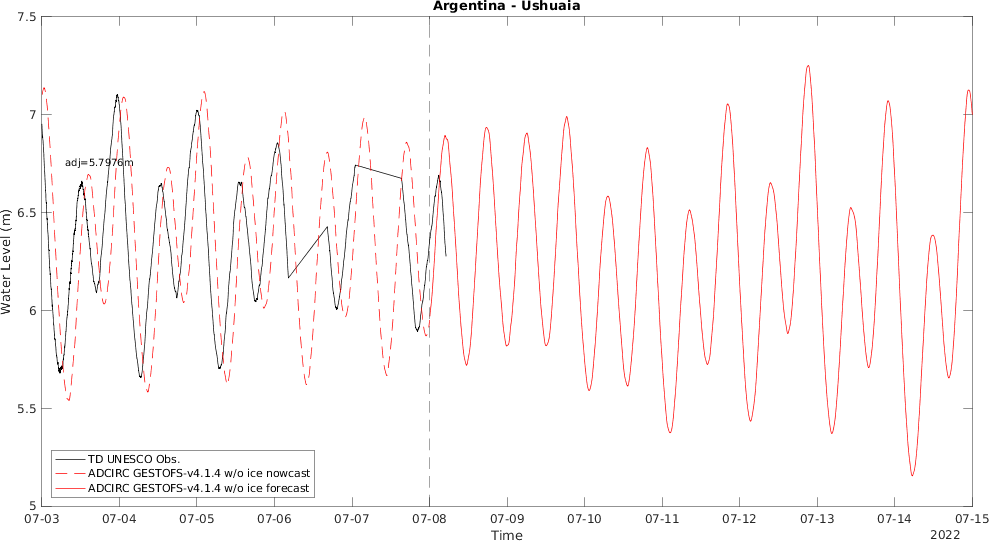 Argentina - Ushuaia
7.5
7
6.5
6
5.5
5
Water Level (m)
adj=5.7976m
TD UNESCO Obs.
ADCIRC GESTOFS-v4.1.4 w/o ice nowcast
ADCIRC GESTOFS-v4.1.4 w/o ice forecast
07-03 07-04 07-05 07-06 07-07 07-08 07-09 07-10 07-11 07-12 07-13 07-14 07-15
Time
2022